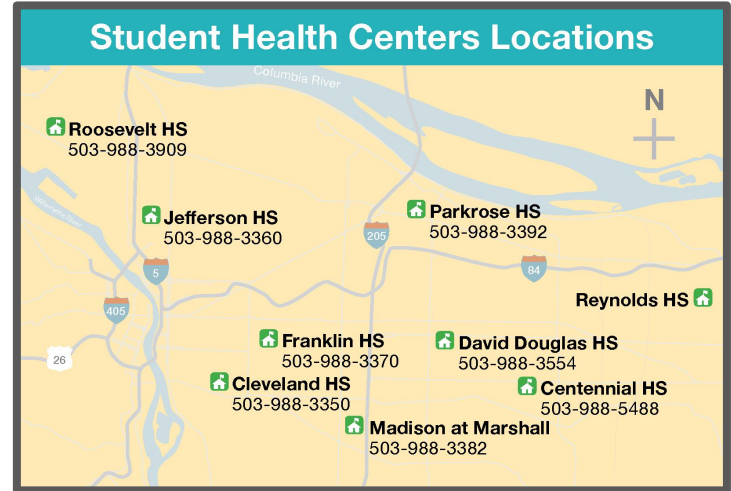 Student Health Centers Locations
Columbia River
N
Roosevelt HS
503-988-3909
Willamette River
Jefferson HS
503-988-3360
Parkrose HS
503-988-3392
205
5
84
405
Reynolds HS
26
Franklin HS
503-988-3370
David Douglas HS
503-988-3554
Cleveland HS
503-988-3350
Centennial HS
503-988-5488
Madison at Marshall
503-988-3382